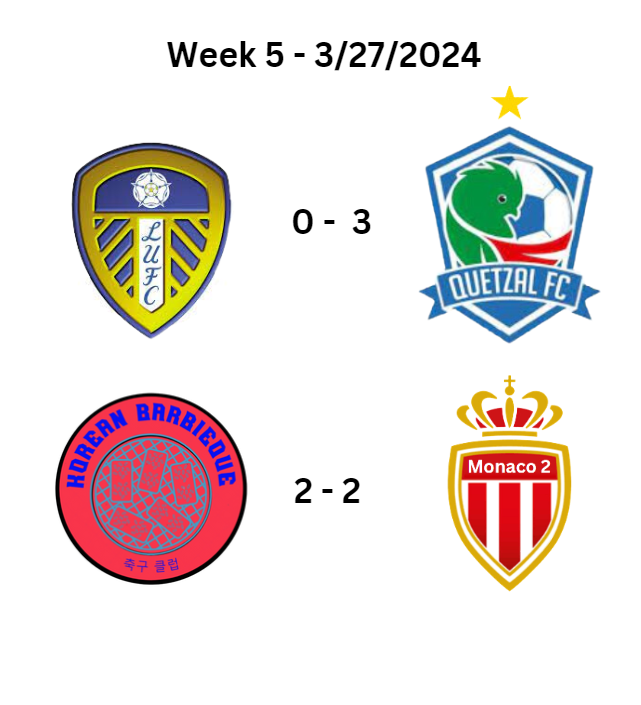 Week 5 - 3/27/2024
LUFC
0 - 3
QUETZAL FC
KOREAN BARBIEQUE
축구 클럽
2 - 2
Monaco 2